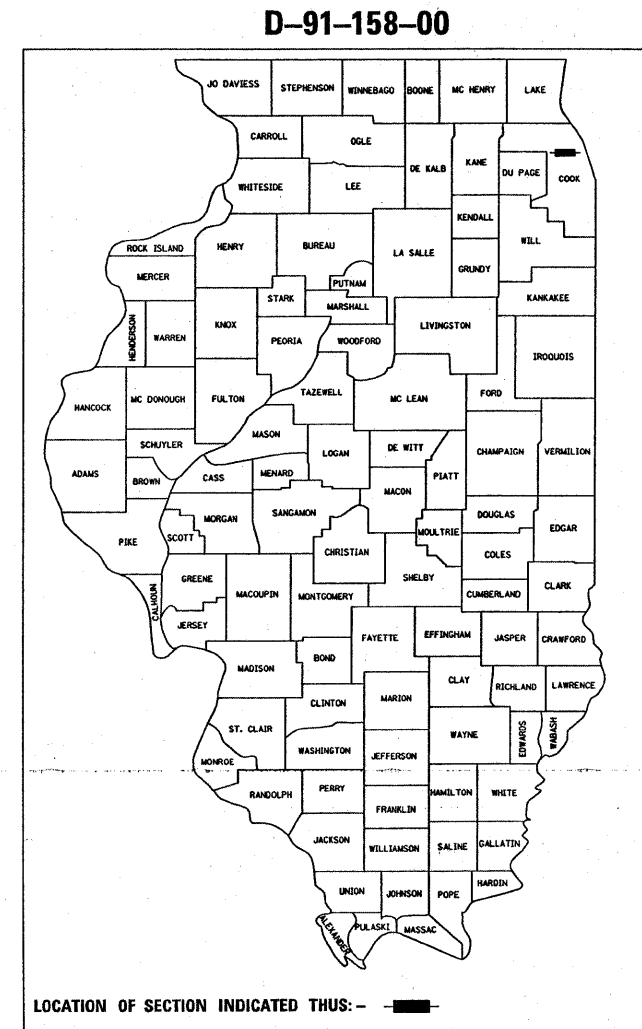 D-91-158-00
JO DAVIESS
STEPHENSON
WINNEBAGO
BOONE
MC HENRY
LAKE
CARROLL
OGLE
DE KALB
KANE
DU PAGE
COOK
WHITESIDE
LEE
KENDALL
WILL
ROCK ISLAND
HENRY
BUREAU
LA SALLE
GRUNDY
MERCER
PUTNAM
STARK
MARSHALL
KANKAKEE
HENDERSON
WARREN
KNOX
PEORIA
WOODFORD
LIVINGSTON
IROQUOIS
HANCOCK
MC DONOUGH
FULTON
TAZEWELL
MC LEAN
FORD
MASON
SCHUYLER
LOGAN
DE WITT
CHAMPAIGN
VERMILION
ADAMS
BROWN
CASS
MENARD
MACON
PIATT
PIKE
SCOTT
MORGAN
SANGAMON
CHRISTIAN
MOULTRIE
DOUGLAS
EDGAR
COLES
CALHOUN
GREENE
MACOUPIN
MONTGOMERY
SHELBY
CUMBERLAND
CLARK
JERSEY
FAYETTE
EFFINGHAM
JASPER
CRAWFORD
MADISON
BOND
CLAY
RICHLAND
LAWRENCE
CLINTON
MARION
ST. CLAIR
WASHINGTON
WAYNE
EDWARDS
WABASH
MONROE
JEFFERSON
RANDOLPH
PERRY
HAMILTON
WHITE
FRANKLIN
JACKSON
WILLIAMSON
SALINE
GALLATIN
UNION
JOHNSON
POPE
HARDIN
ALEXANDER
PULASKI
MASSAC
LOCATION OF SECTION INDICATED THUS: -